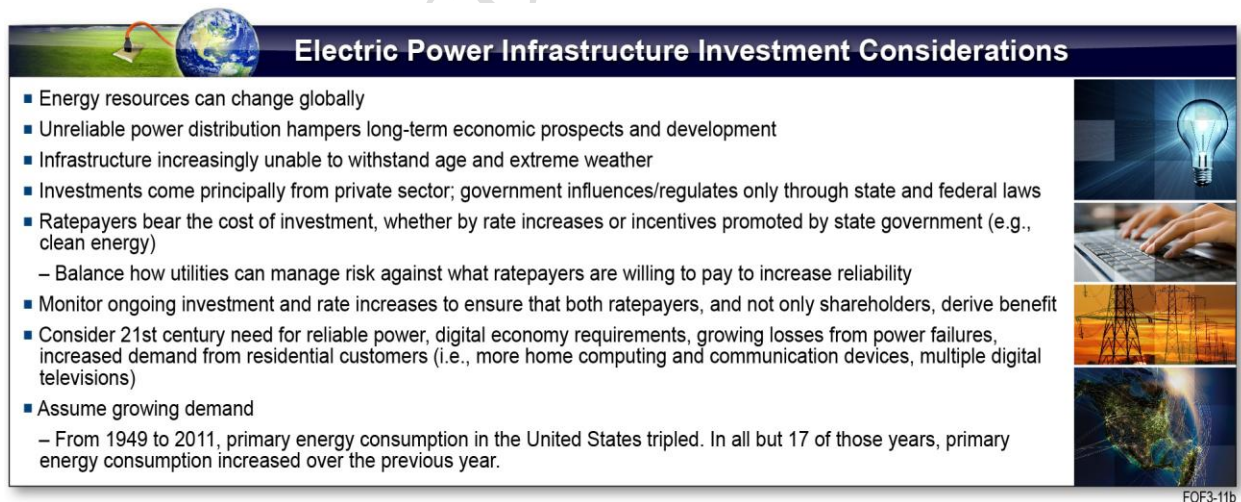 Electric Power Infrastructure Investment Considerations
▪ Energy resources can change globally
▪ Unreliable power distribution hampers long-term economic prospects and development
▪ Infrastructure increasingly unable to withstand age and extreme weather
▪ Investments come principally from private sector; government influences/regulates only through state and federal laws
▪ Ratepayers bear the cost of investment, whether by rate increases or incentives promoted by state government (e.g.,
clean energy)
– Balance how utilities can manage risk against what ratepayers are willing to pay to increase reliability
▪ Monitor ongoing investment and rate increases to ensure that both ratepayers, and not only shareholders, derive benefit
▪ Consider 21st century need for reliable power, digital economy requirements, growing losses from power failures,
increased demand from residential customers (i.e., more home computing and communication devices, multiple digital
televisions)
▪ Assume growing demand
– From 1949 to 2011, primary energy consumption in the United States tripled. In all but 17 of those years, primary
energy consumption increased over the previous year.
FOF3-11b